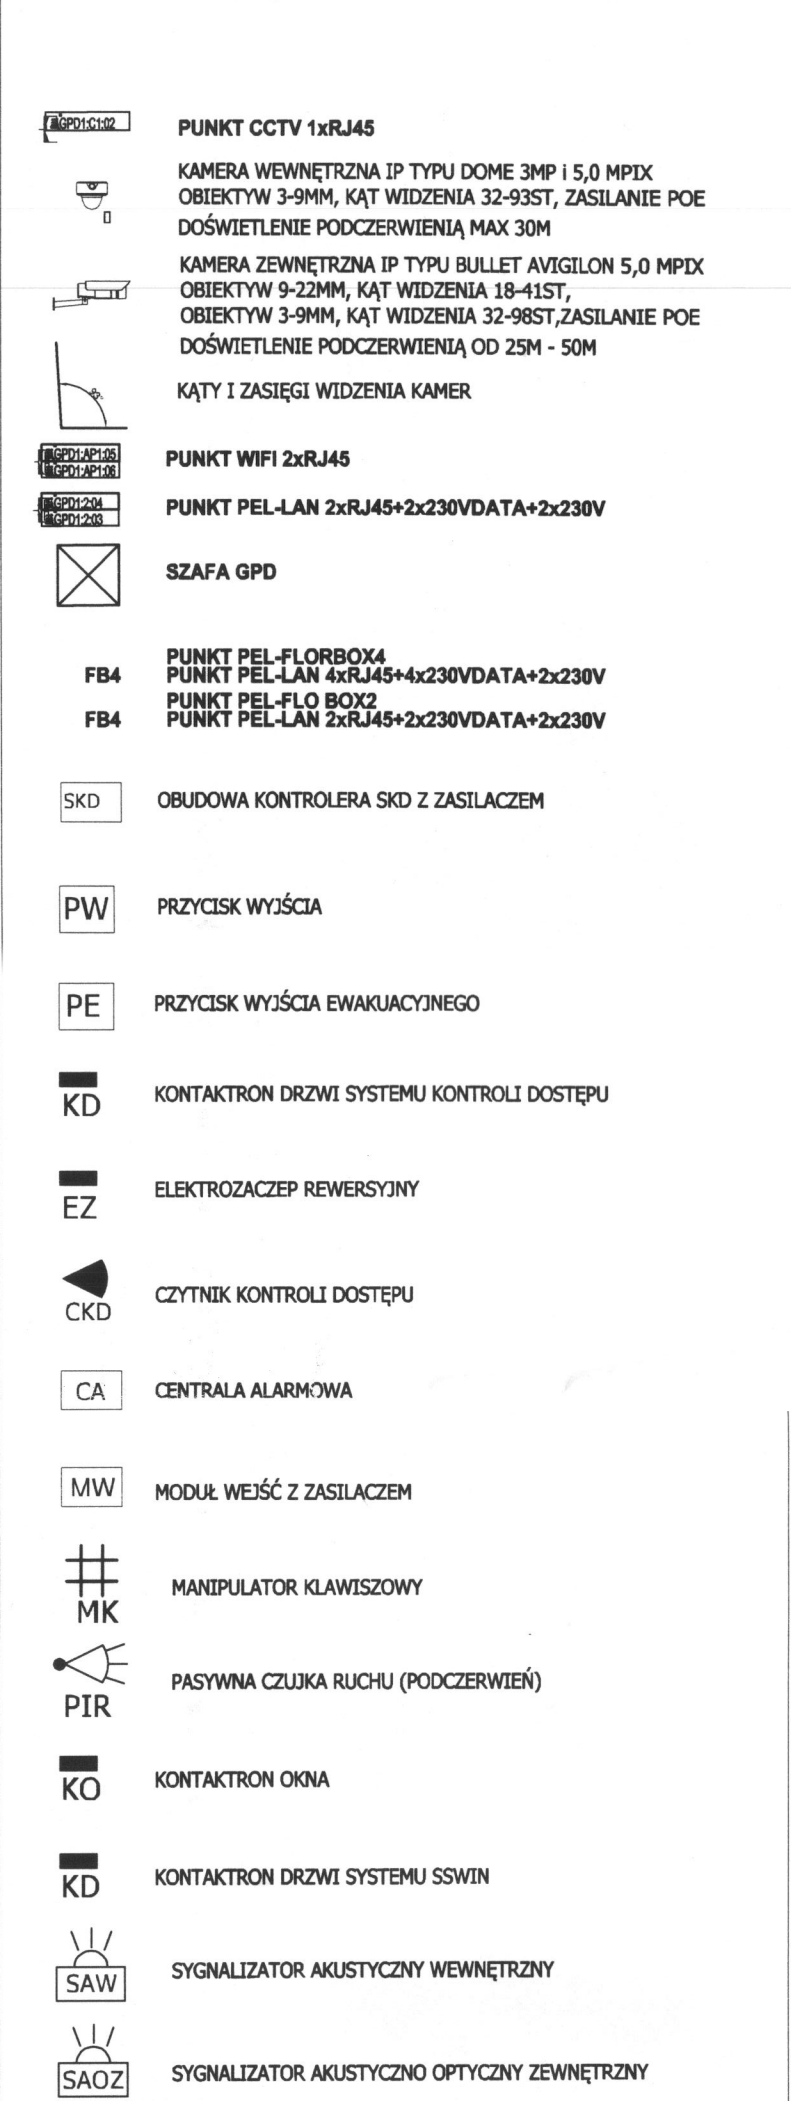 GPD1:C1:02 PUNKT CCTV 1xRJ45
KAMERA WEWNĘTRZNA IP TYPU DOME 3MP i 5,0 MPIX
OBIEKTYW 3-9MM, KĄT WIDZENIA 32-93ST, ZASILANIE POE
DOŚWIETLENIE PODCZERWIENIĄ MAX 30M
KAMERA ZEWNĘTRZNA IP TYPU BULLET AVIGILON 5,0 MPIX
OBIEKTYW 9-22MM, KĄT WIDZENIA 18-41ST,
OBIEKTYW 3-9MM, KĄT WIDZENIA 32-98ST,ZASILANIE POE
DOŚWIETLENIE PODCZERWIENIĄ OD 25M - 50M
KĄTY I ZASIĘGI WIDZENIA KAMER
GPD1:AP1:05
GPD1:AP1:06
PUNKT WIFI 2xRJ45
GPD1:2:04
GPD1:2:03
PUNKT PEL-LAN 2xRJ45+2x230VDATA+2x230V
SZAFA GPD
PUNKT PEL-FLORBOX4
FB4 PUNKT PEL-LAN 4xRJ45+4x230VDATA+2x230V
PUNKT PEL-FLO BOX2
FB4 PUNKT PEL-LAN 2xRJ45+2x230VDATA+2x230V
SKD OBUDOWA KONTROLERA SKD Z ZASILACZEM
PW PRZYCISK WYJŚCIA
PE PRZYCISK WYJŚCIA EWAKUACYJNEGO
KD KONTAKTRON DRZWI SYSTEMU KONTROLI DOSTĘPU
EZ ELEKTROZACZEP REWERSYJNY
CKD CZYTNIK KONTROLI DOSTĘPU
CA CENTRALA ALARMOWA
MW MODUŁ WEJŚĆ Z ZASILACZEM
MK MANIPULATOR KLAWISZOWY
PIR PASYWNA CZUJKA RUCHU (PODCZERWIEŃ)
KO KONTAKTRON OKNA
KD KONTAKTRON DRZWI SYSTEMU SSWIN
SAW SYGNALIZATOR AKUSTYCZNY WEWNĘTRZNY
SAOZ SYGNALIZATOR AKUSTYCZNO OPTYCZNY ZEWNĘTRZNY